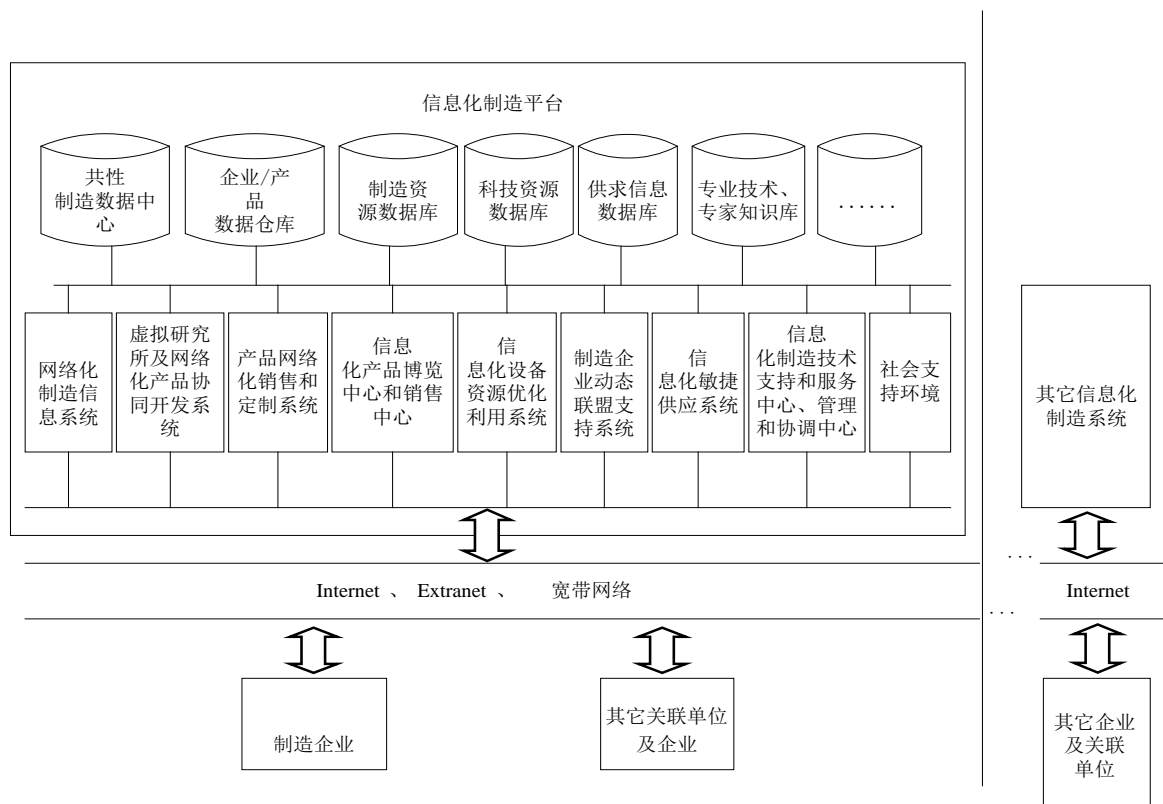 信息化制造平台
共性
制造数据中
心
企业/产
品
数据仓库
制造资
源数据库
科技资源
数据库
供求信息
数据库
专业技术、
专家知识库
......
网络化
制造信
息系统
虚拟研究
所及网络
化产品协
同开发系
统
产品网络
化销售和
定制系统
信息
化产品博览
中心和销售
中心
信
息化设备
资源优化
利用系统
制造企
业动态
联盟支
持系统
信
息化敏捷
供应系统
信息
化制造技术
支持和服务
中心、管理
和协调中心
社会支
持环境
其它信息化
制造系统
...
Internet 、 Extranet 、 宽带网络
...
Internet
制造企业
其它关联单位
及企业
其它企业
及关联
单位